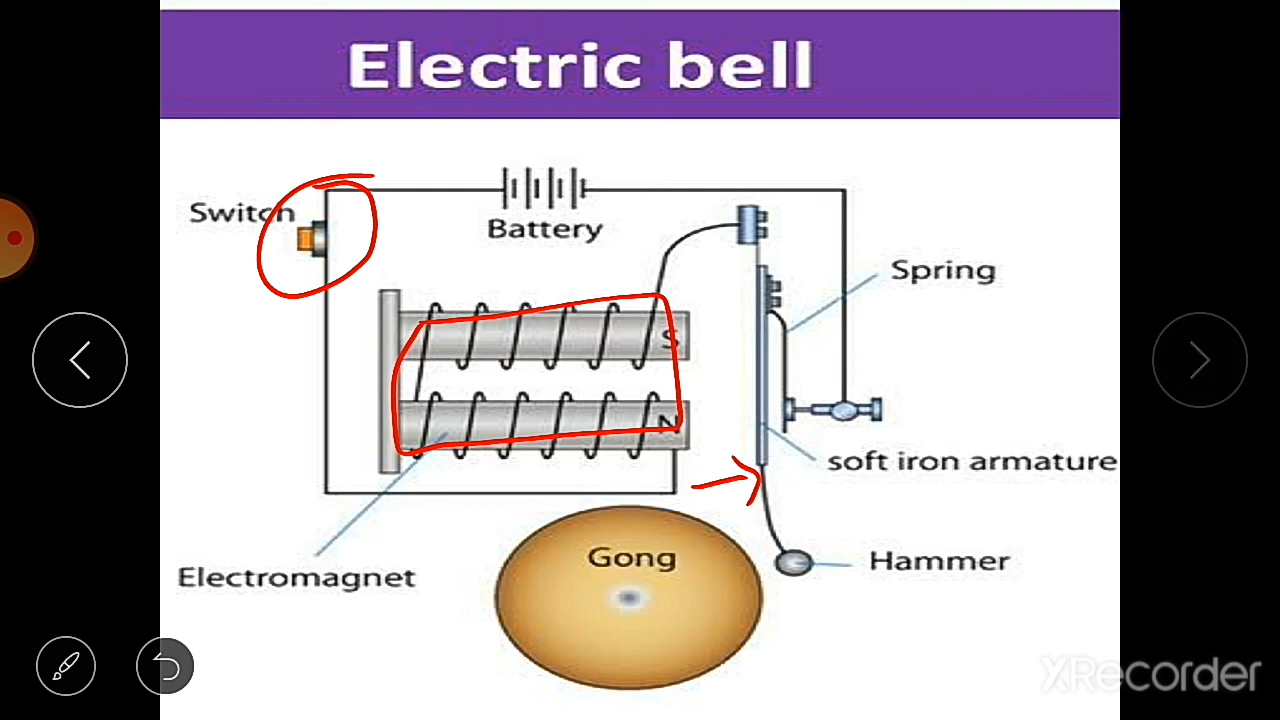 Electric bell
Switch
Battery
Spring
S
N
soft iron armature
Gong
Hammer
Electromagnet
XRecorder